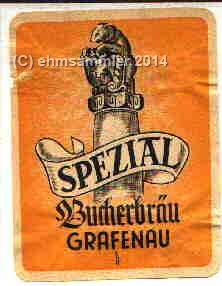 (C) ehmsammler 2014
SPEZIAL
Bucherbräu
GRAFENAU